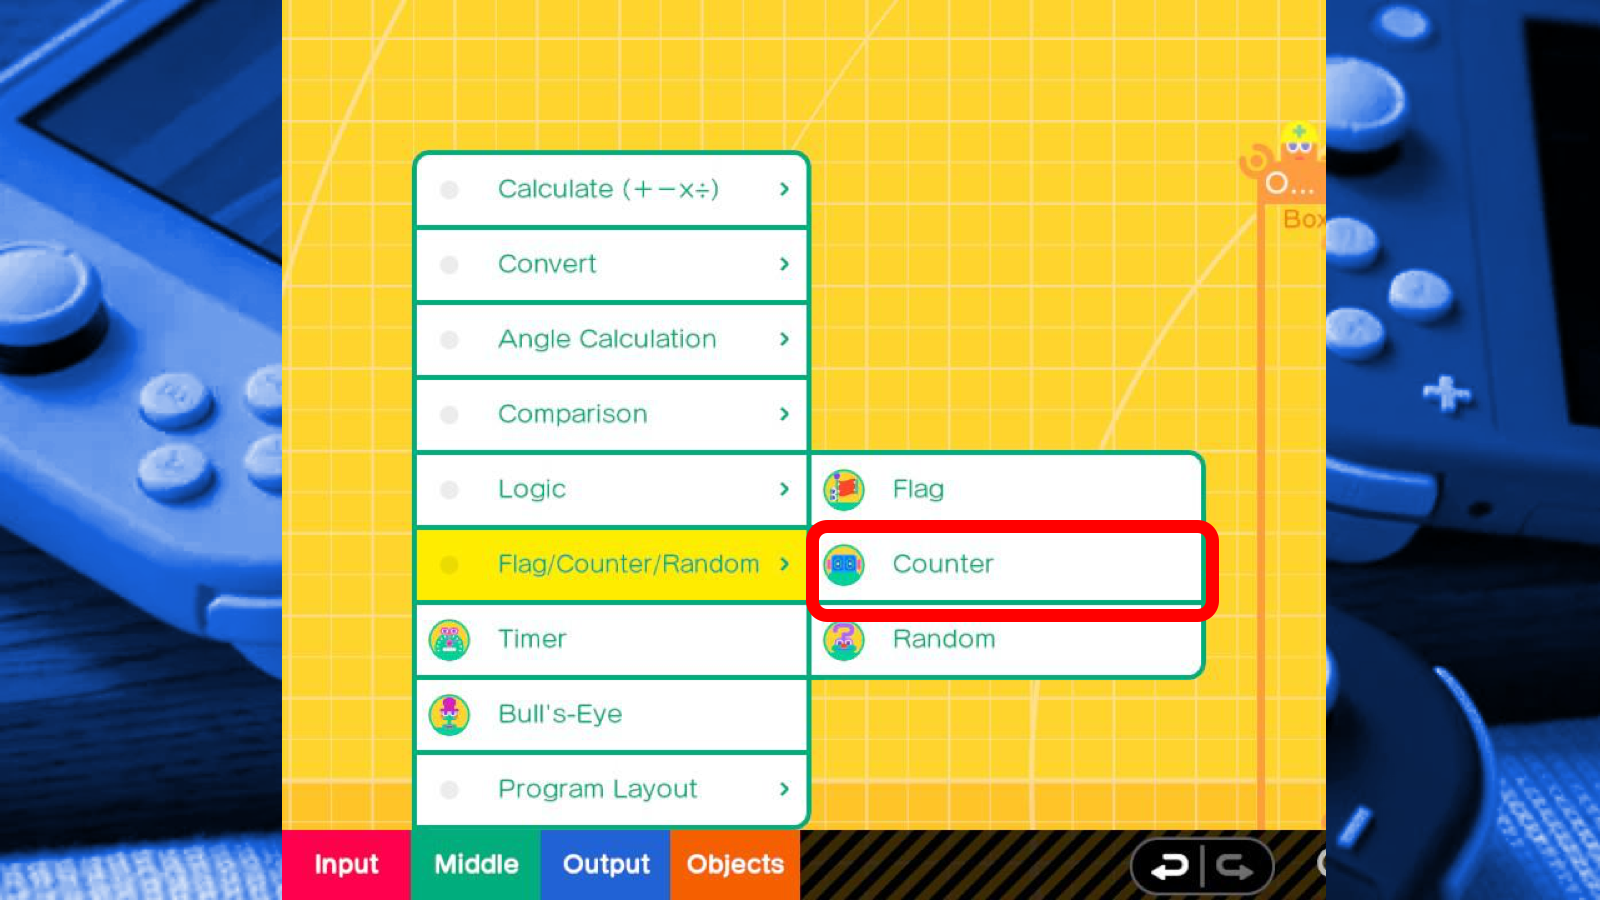 Calculate (+−×÷)
Convert
Angle Calculation
Comparison
Logic
Flag/Counter/Random
Timer
Bull's-Eye
Program Layout
Flag
Counter
Random
O...
Box
Input
Middle
Output
Objects